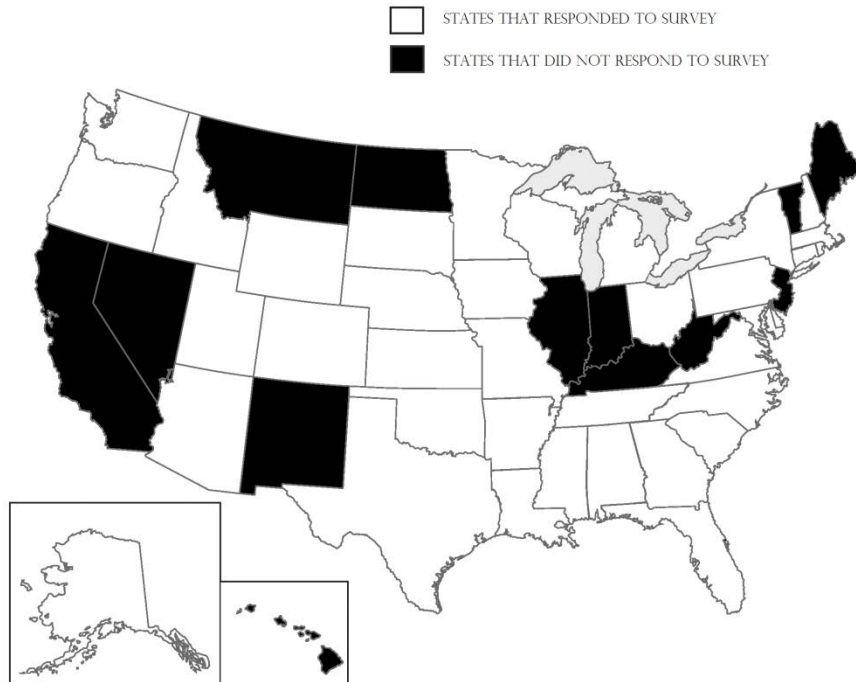 STATES THAT RESPONDED TO SURVEY
STATES THAT DID NOT RESPOND TO SURVEY